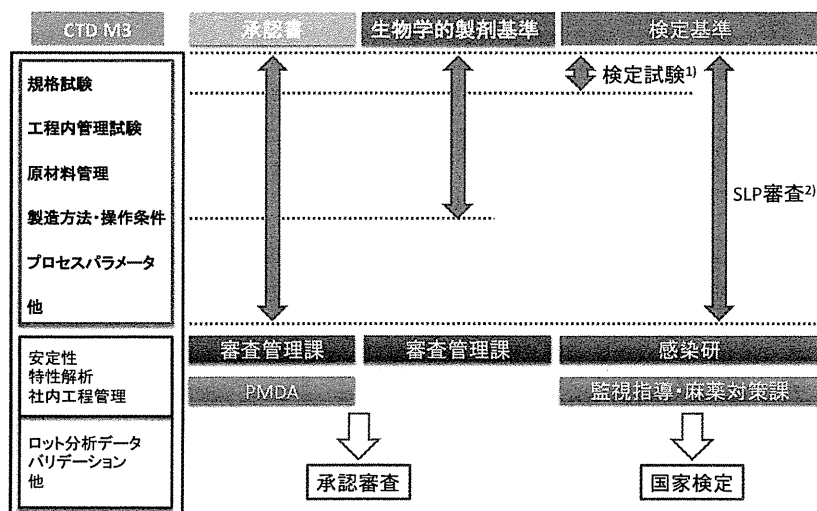 CTD M3
承認書
生物学的製剤基準
検定基準
規格試験
工程内管理試験
原材料管理
製造方法・操作条件
プロセスパラメータ
他
検定試験1)
SLP審査2)
安定性
特性解析
社内工程管理
ロット分析データ
バリデーション
他
審査管理課
審査管理課
感染研
PMDA
監視指導・麻薬対策課
承認審査
国家検定